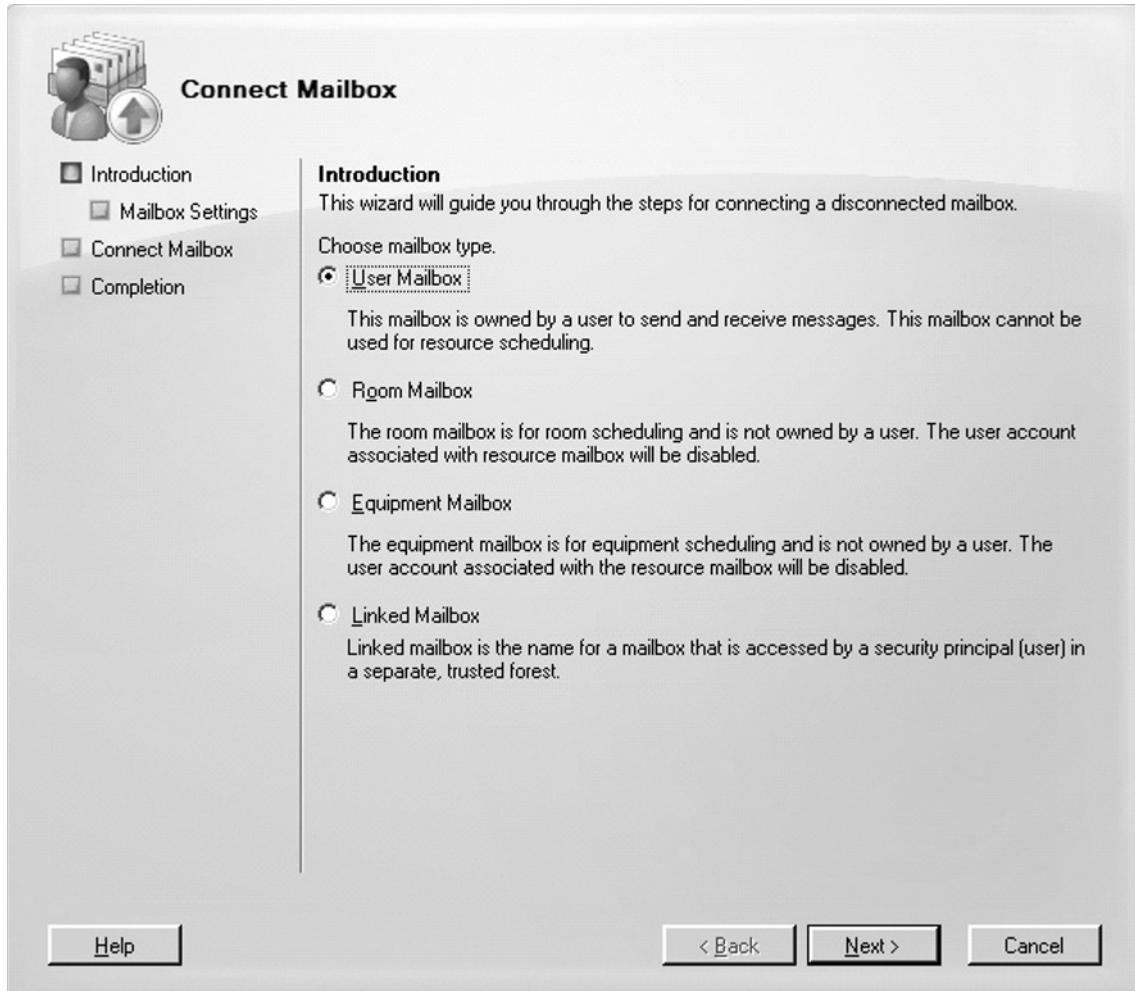 Connect Mailbox
Introduction
Mailbox Settings
Connect Mailbox
Completion
Introduction
This wizard will guide you through the steps for connecting a disconnected mailbox.
Choose mailbox type.
User Mailbox
This mailbox is owned by a user to send and receive messages. This mailbox cannot be
used for resource scheduling.
Room Mailbox
The room mailbox is for room scheduling and is not owned by a user. The user account
associated with resource mailbox will be disabled.
Equipment Mailbox
The equipment mailbox is for equipment scheduling and is not owned by a user. The
user account associated with the resource mailbox will be disabled.
Linked Mailbox
Linked mailbox is the name for a mailbox that is accessed by a security principal (user) in
a separate, trusted forest.
Help
< Back
Next >
Cancel